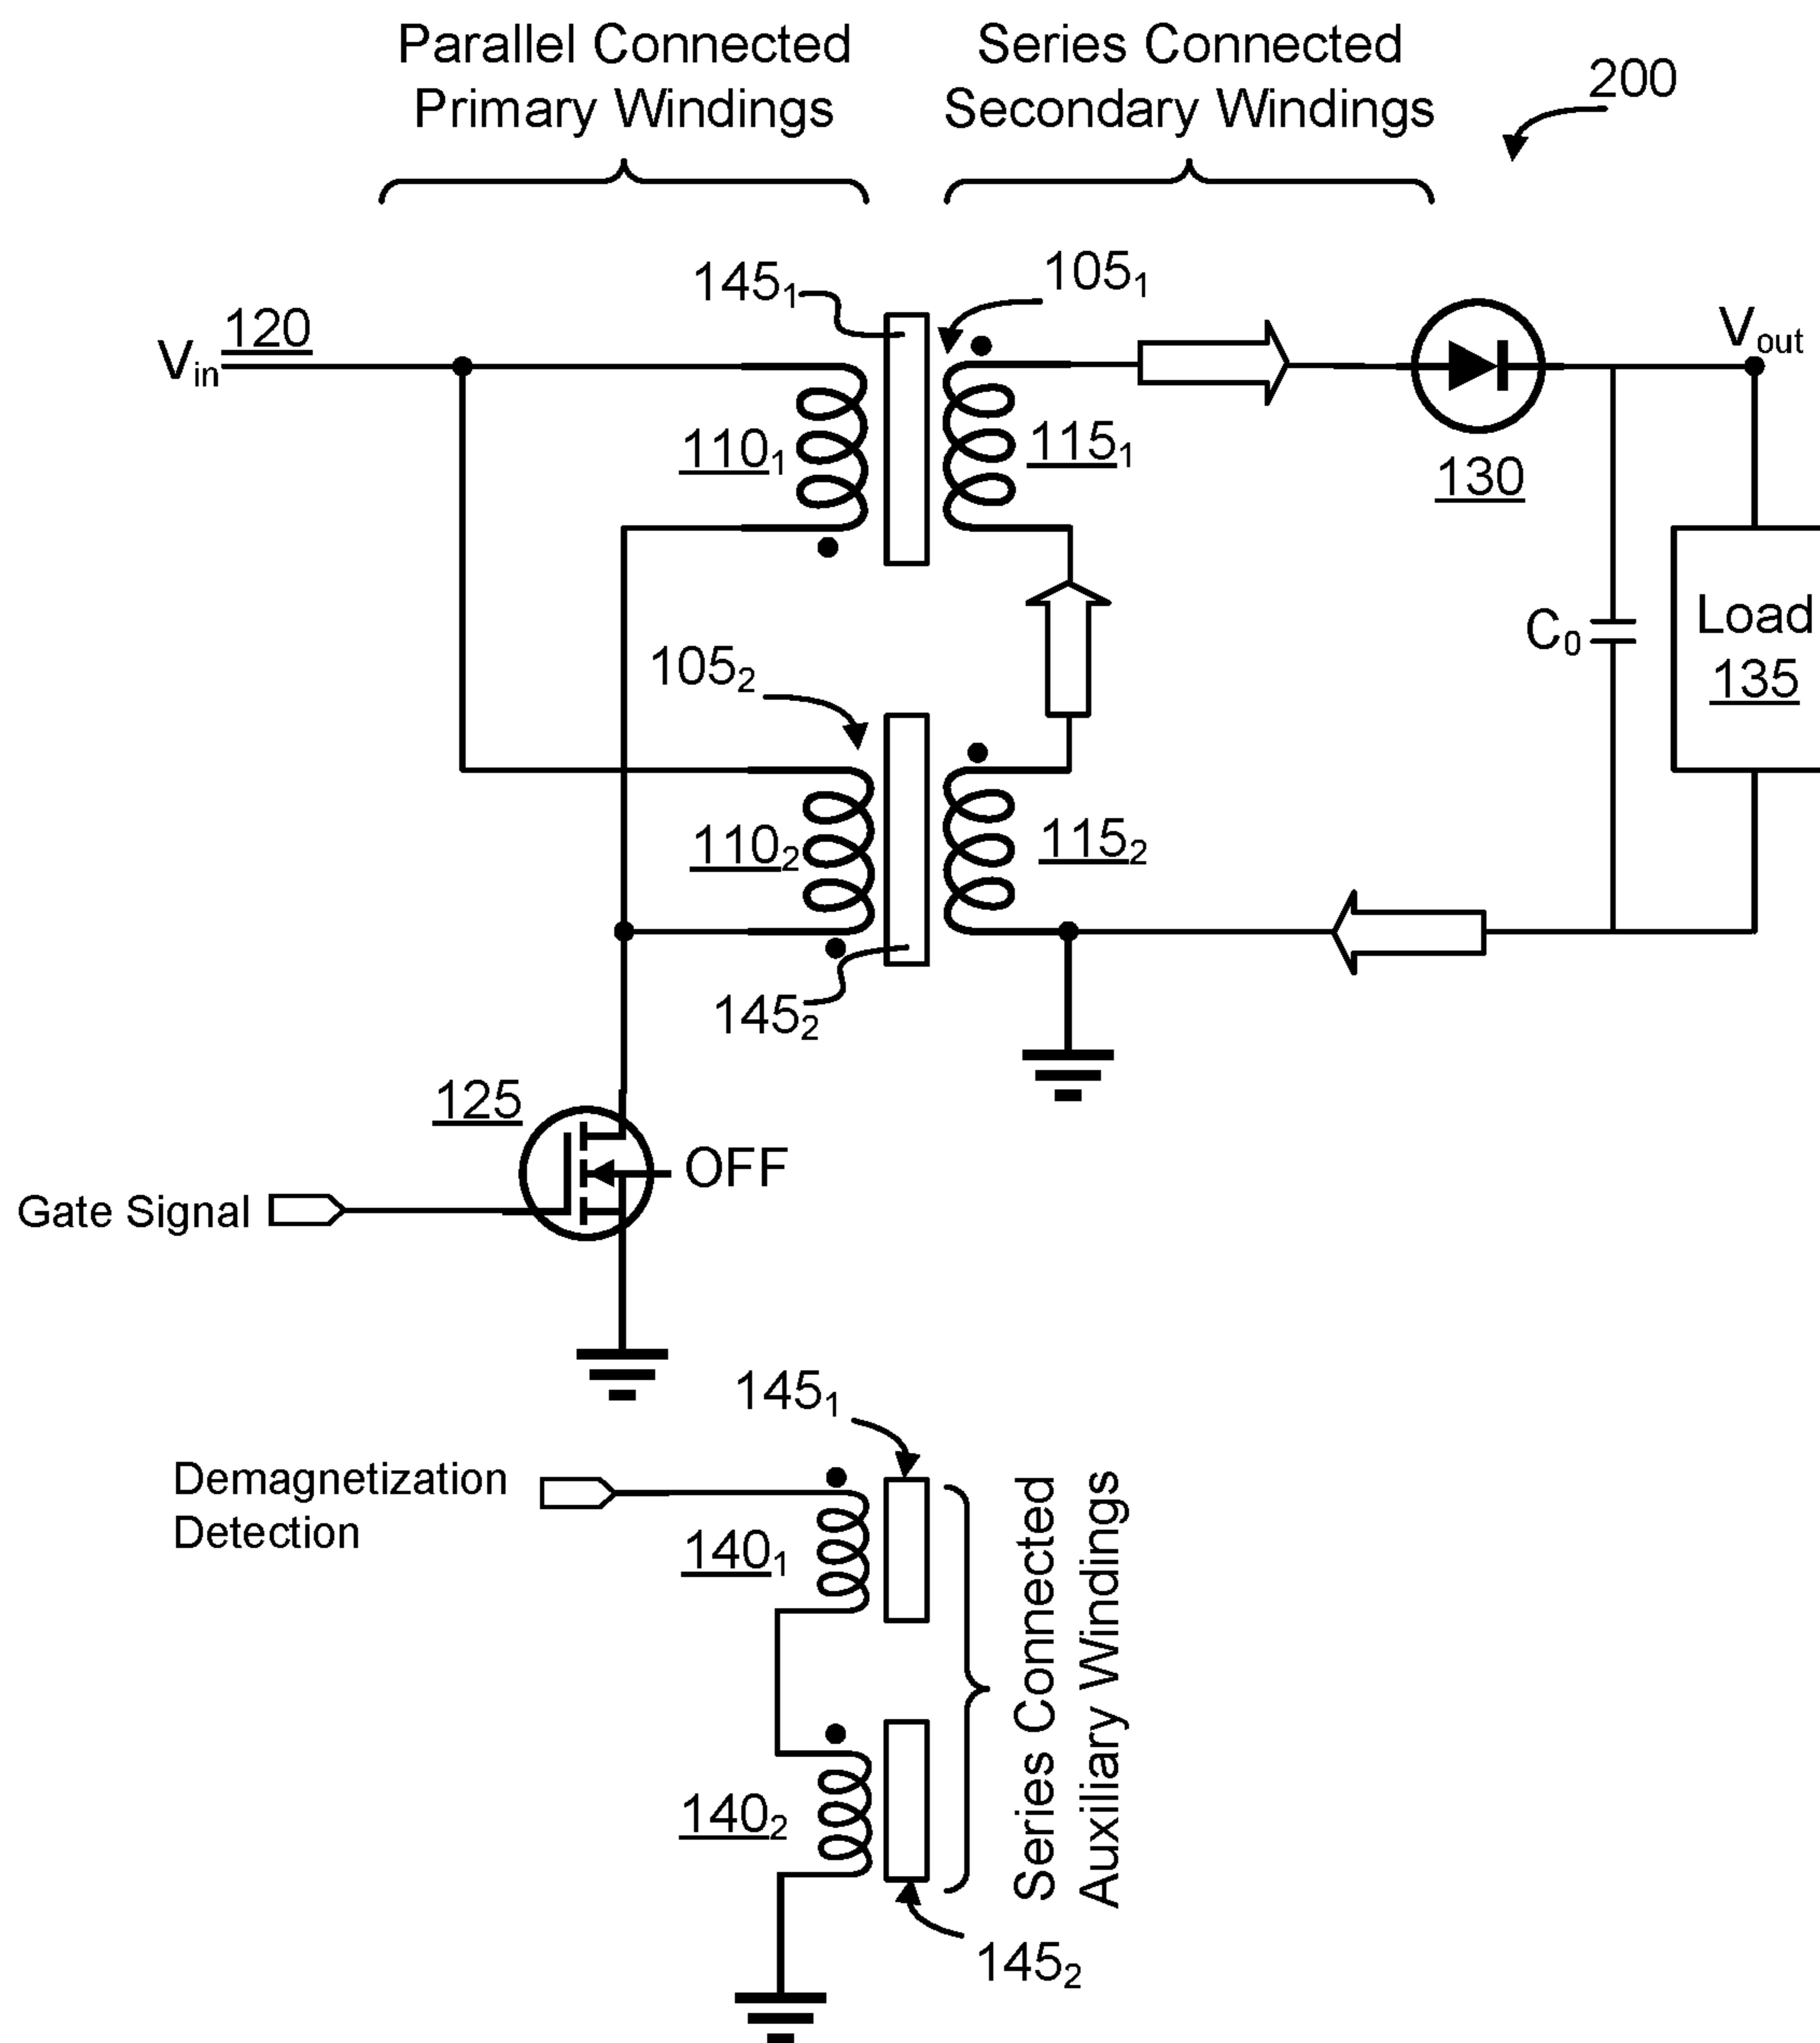 Parallel Connected
Primary Windings
Series Connected
Secondary Windings
200
145₁
105₁
120
V_in
V_out
110₁
115₁
130
C₀
Load
135
105₂
110₂
115₂
145₂
125
OFF
Gate Signal
145₁
Demagnetization
Detection
140₁
Series Connected
Auxiliary Windings
140₂
145₂